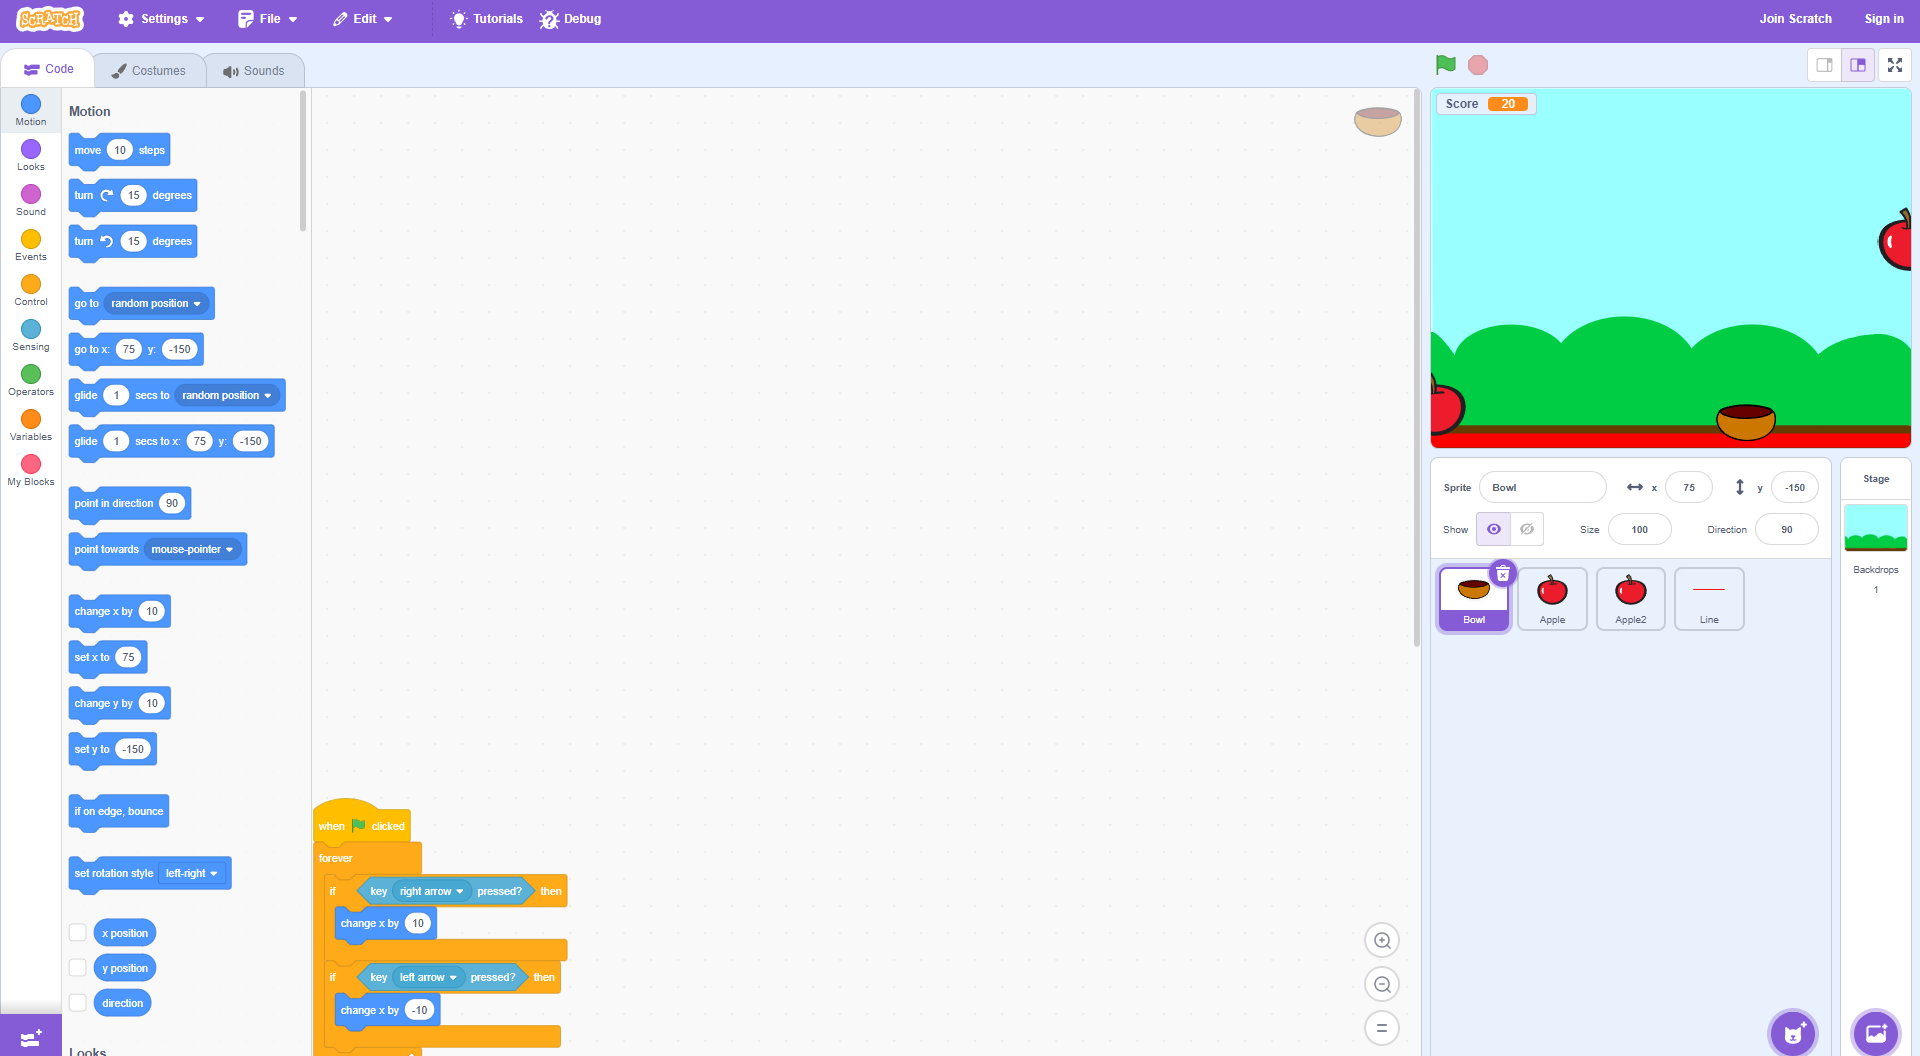 SCRATCH Settings File Edit Tutorials Debug Join Scratch Sign in
Code Costumes Sounds
Motion
Looks
Sound
Events
Control
Sensing
Operators
Variables
My Blocks
Motion
move 10 steps
turn 15 degrees
turn 15 degrees
go to random position
go to x: 75 y: -150
glide 1 secs to random position
glide 1 secs to x: 75 y: -150
point in direction 90
point towards mouse-pointer
change x by 10
set x to 75
change y by 10
set y to -150
if on edge, bounce
set rotation style left-right
x position
y position
direction
Looks
when clicked
forever
if key right arrow pressed? then
change x by 10
if key left arrow pressed? then
change x by -10
Score 20
Sprite Bowl x 75 y -150
Show Size 100 Direction 90
Bowl Apple Apple2 Line
Stage
Backdrops
1